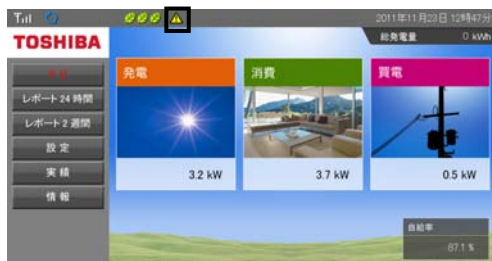 2011年11月23日 12時47分
TOSHIBA
総発電量 0 kWh
発電
消費
買電
レポート24時間
レポート2週間
設定
実績
情報
3.2 kW
3.7 kW
0.5 kW
自給率
87.1 %